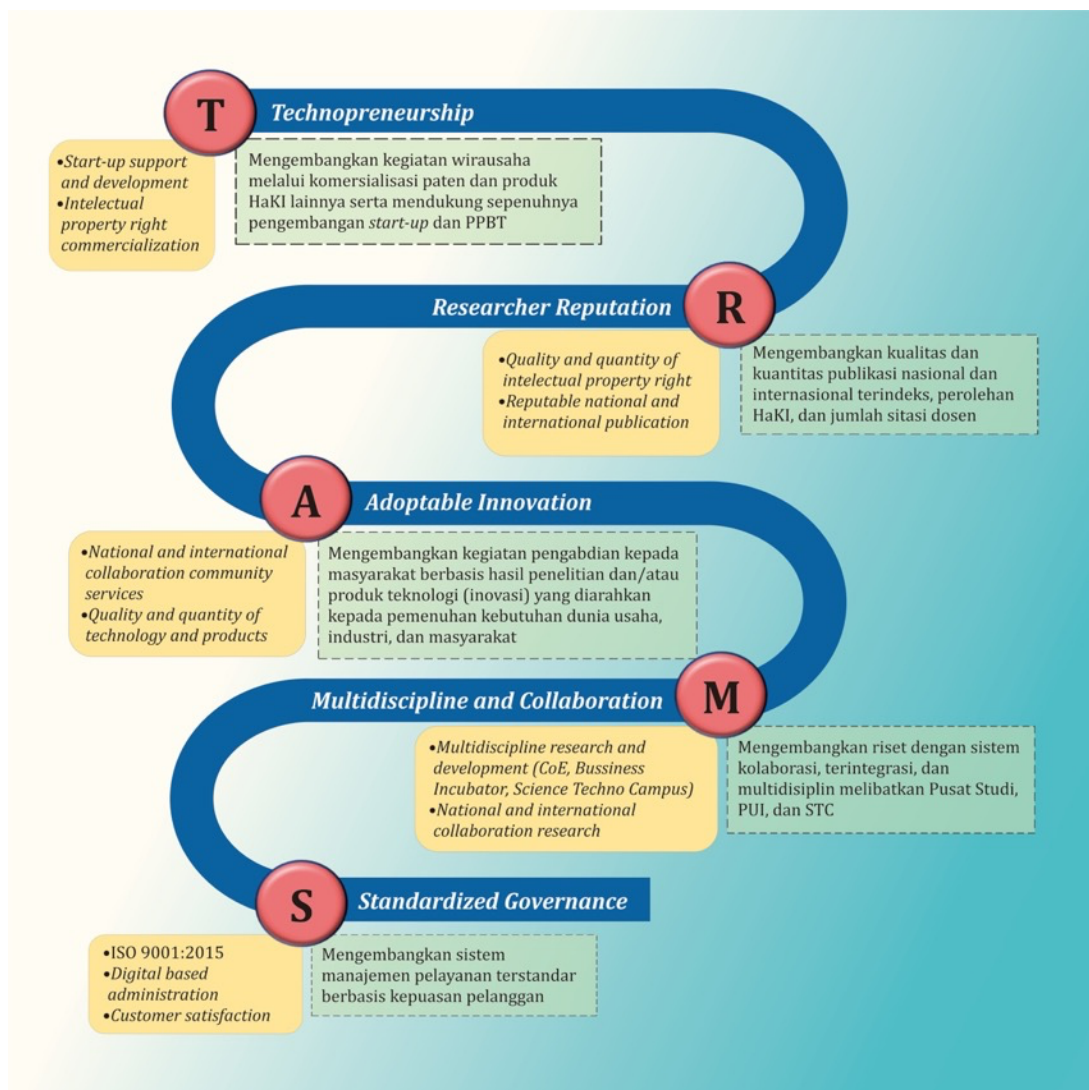 T
Technopreneurship
•Start-up support
and development
•Intelectual
property right
commercialization
Mengembangkan kegiatan wirausaha
melalui komersialisasi paten dan produk
HaKI lainnya serta mendukung sepenuhnya
pengembangan start-up dan PPBT
Researcher Reputation
R
•Quality and quantity of
intelectual property right
•Reputable national and
international publication
Mengembangkan kualitas dan
kuantitas publikasi nasional dan
internasional terindeks, perolehan
HaKI, dan jumlah sitasi dosen
A
Adoptable Innovation
•National and international
collaboration community
services
•Quality and quantity of
technology and products
Mengembangkan kegiatan pengabdian kepada
masyarakat berbasis hasil penelitian dan/atau
produk teknologi (inovasi) yang diarahkan
kepada pemenuhan kebutuhan dunia usaha,
industri, dan masyarakat
Multidiscipline and Collaboration
M
•Multidiscipline research and
development (CoE, Bussiness
Incubator, Science Techno Campus)
•National and international
collaboration research
Mengembangkan riset dengan sistem
kolaborasi, terintegrasi, dan
multidisiplin melibatkan Pusat Studi,
PUI, dan STC
S
Standardized Governance
•ISO 9001:2015
•Digital based
administration
•Customer satisfaction
Mengembangkan sistem
manajemen pelayanan terstandar
berbasis kepuasan pelanggan